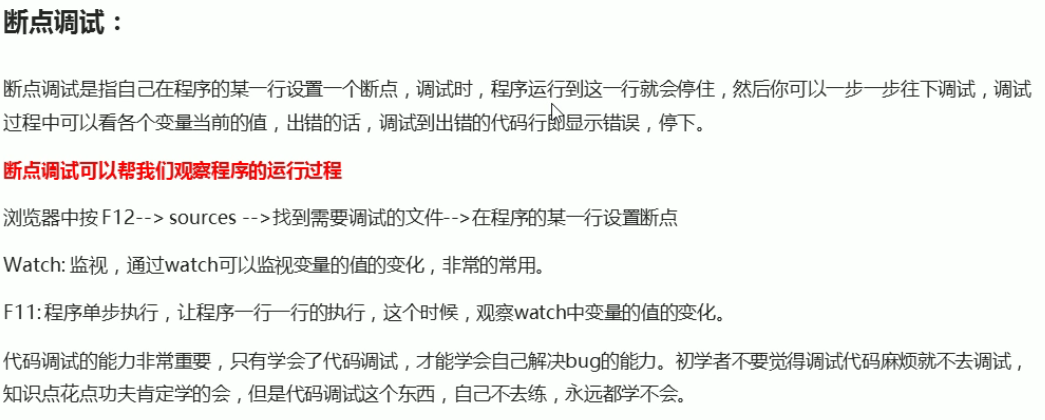 断点调试：
断点调试是指自己在程序的某一行设置一个断点，调试时，程序运行到这一行就会停住，然后你可以一步一步往下调试，调试
过程中可以看各个变量当前的值，出错的话，调试到出错的代码行即显示错误，停下。
断点调试可以帮我们观察程序的运行过程
浏览器中按 F12--> sources -->找到需要调试的文件-->在程序的某一行设置断点
Watch: 监视，通过watch可以监视变量的值的变化，非常的常用。
F11: 程序单步执行，让程序一行一行的执行，这个时候，观察watch中变量的值的变化。
代码调试的能力非常重要，只有学会了代码调试，才能学会自己解决bug的能力。初学者不要觉得调试代码麻烦就不去调试，
知识点花点功夫肯定学的会，但是代码调试这个东西，自己不去练，永远都学不会。